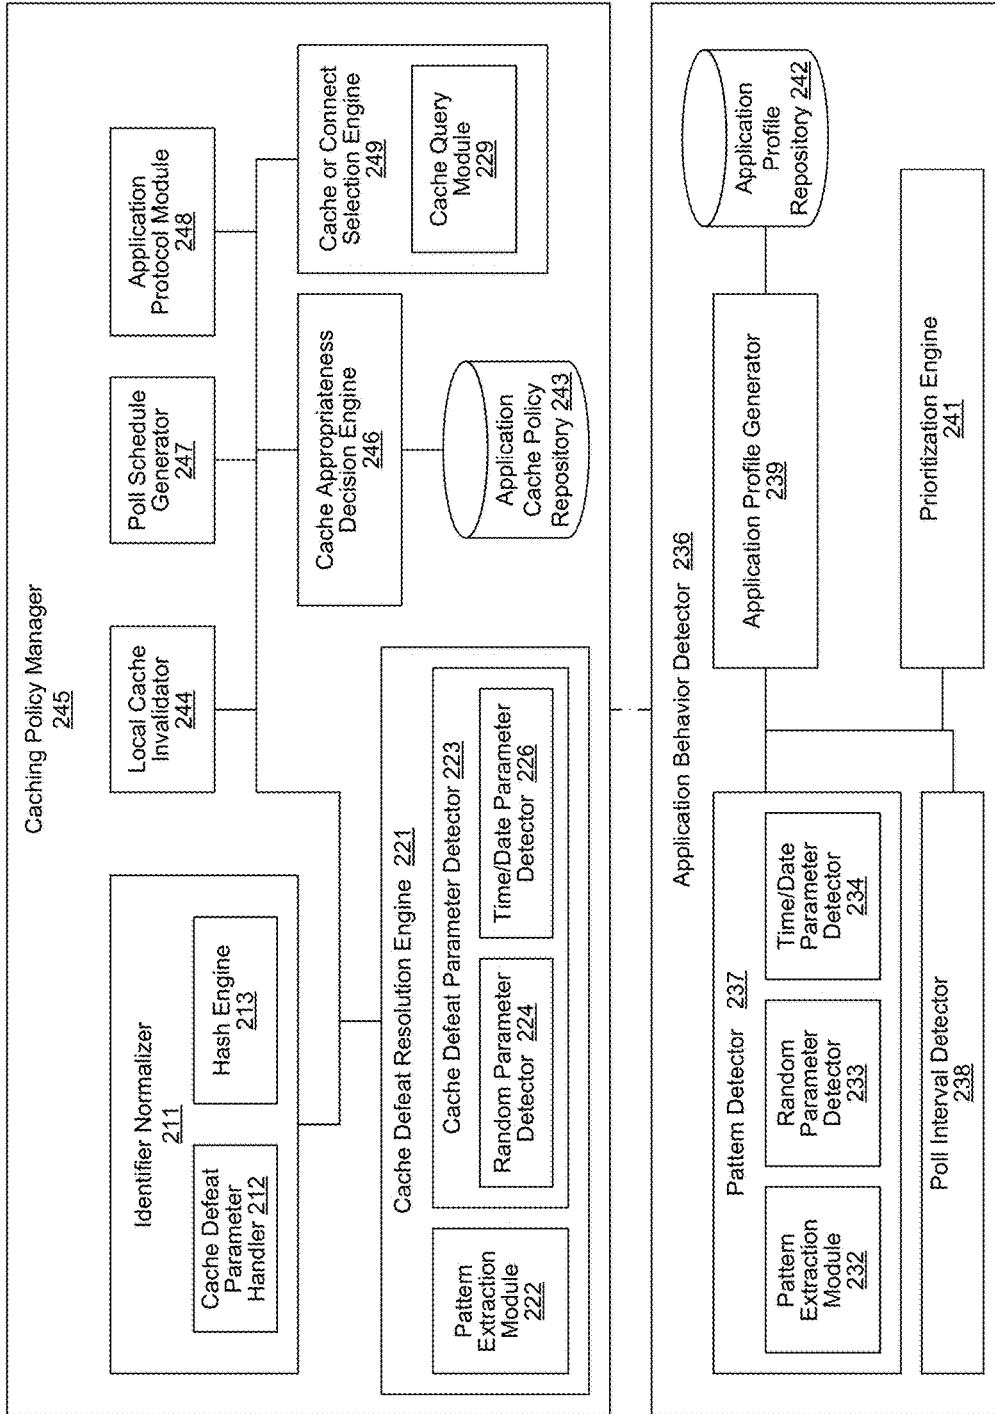 Caching Policy Manager
245
Identifier Normalizer
211
Cache Defeat
Parameter
Handler 212
Hash Engine
213
Local Cache
Invalidator
244
Poll Schedule
Generator
247
Application
Protocol Module
248
Cache Defeat Resolution Engine 221
Pattern
Extraction
Module
222
Cache Defeat Parameter Detector 223
Random Parameter
Detector 224
Time/Date Parameter
Detector 226
Cache Appropriateness
Decision Engine
246
Application
Cache Policy
Repository 243
Cache or Connect
Selection Engine
249
Cache Query
Module
229
Application Behavior Detector 236
Pattern Detector 237
Pattern
Extraction
Module
232
Random
Parameter
Detector
233
Time/Date
Parameter
Detector
234
Application Profile Generator
239
Application
Profile
Repository 242
Poll Interval Detector
238
Prioritization Engine
241